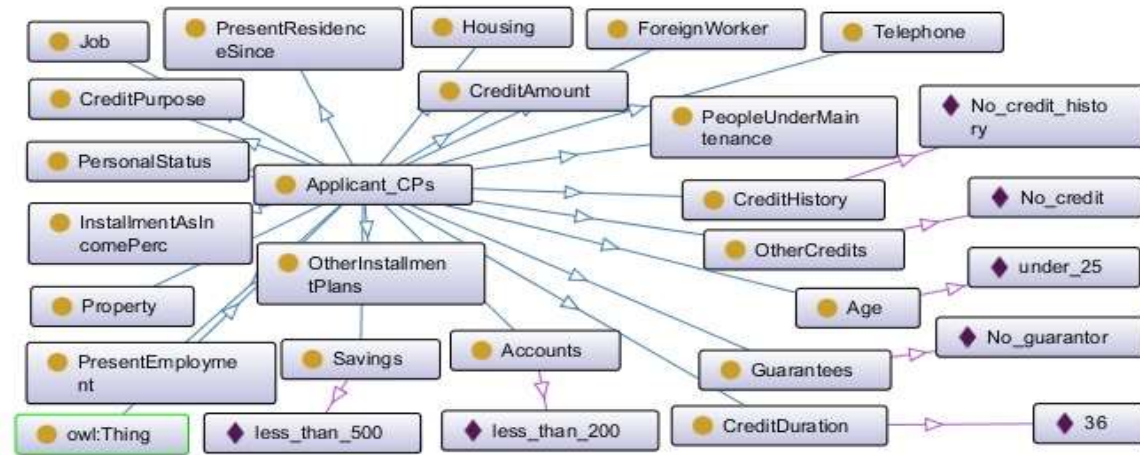 Job
PresentResidenc
eSince
Housing
ForeignWorker
Telephone
CreditPurpose
CreditAmount
PeopleUnderMain
tenance
No_credit_histo
ry
PersonalStatus
Applicant_CPs
CreditHistory
No_credit
InstallmentAsIn
comePerc
OtherInstallmen
tPlans
OtherCredits
under_25
Property
Age
No_guarantor
PresentEmployme
nt
Savings
Accounts
Guarantees
owl:Thing
less_than_500
less_than_200
CreditDuration
36